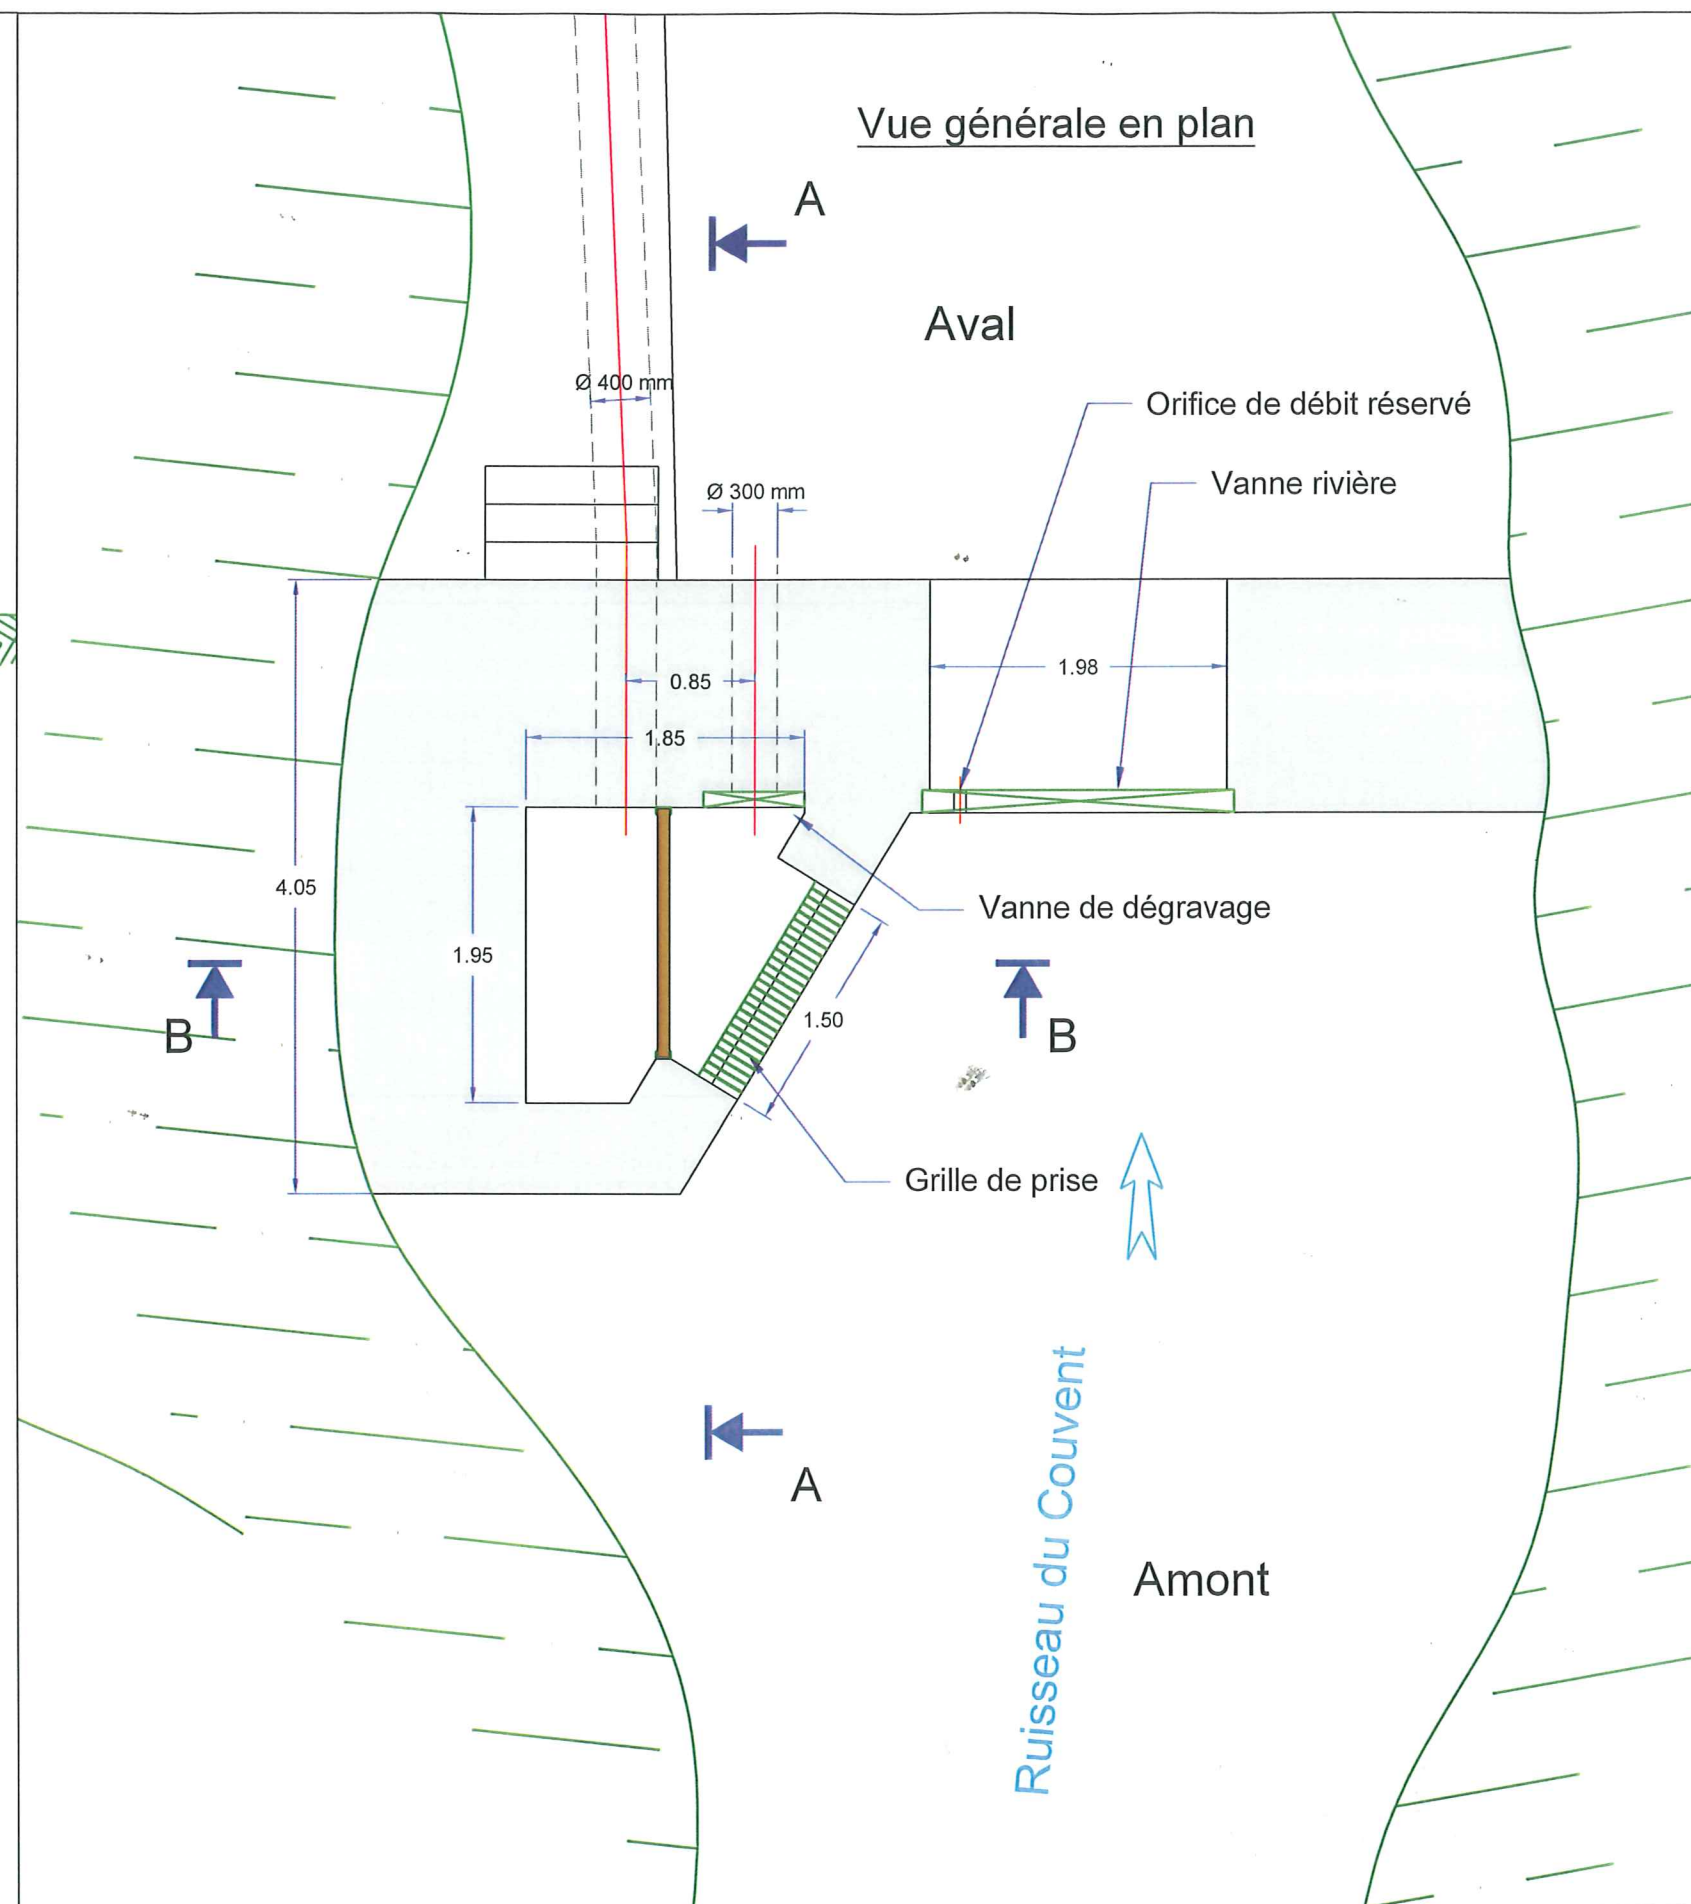 Vue générale en plan
A
Aval
Ø 400 mm
Orifice de débit réservé
Vanne rivière
Ø 300 mm
1.98
0.85
1.85
4.05
Vanne de dégravage
1.95
1.50
B
B
Grille de prise
A
Ruisseau du Couvent
Amont